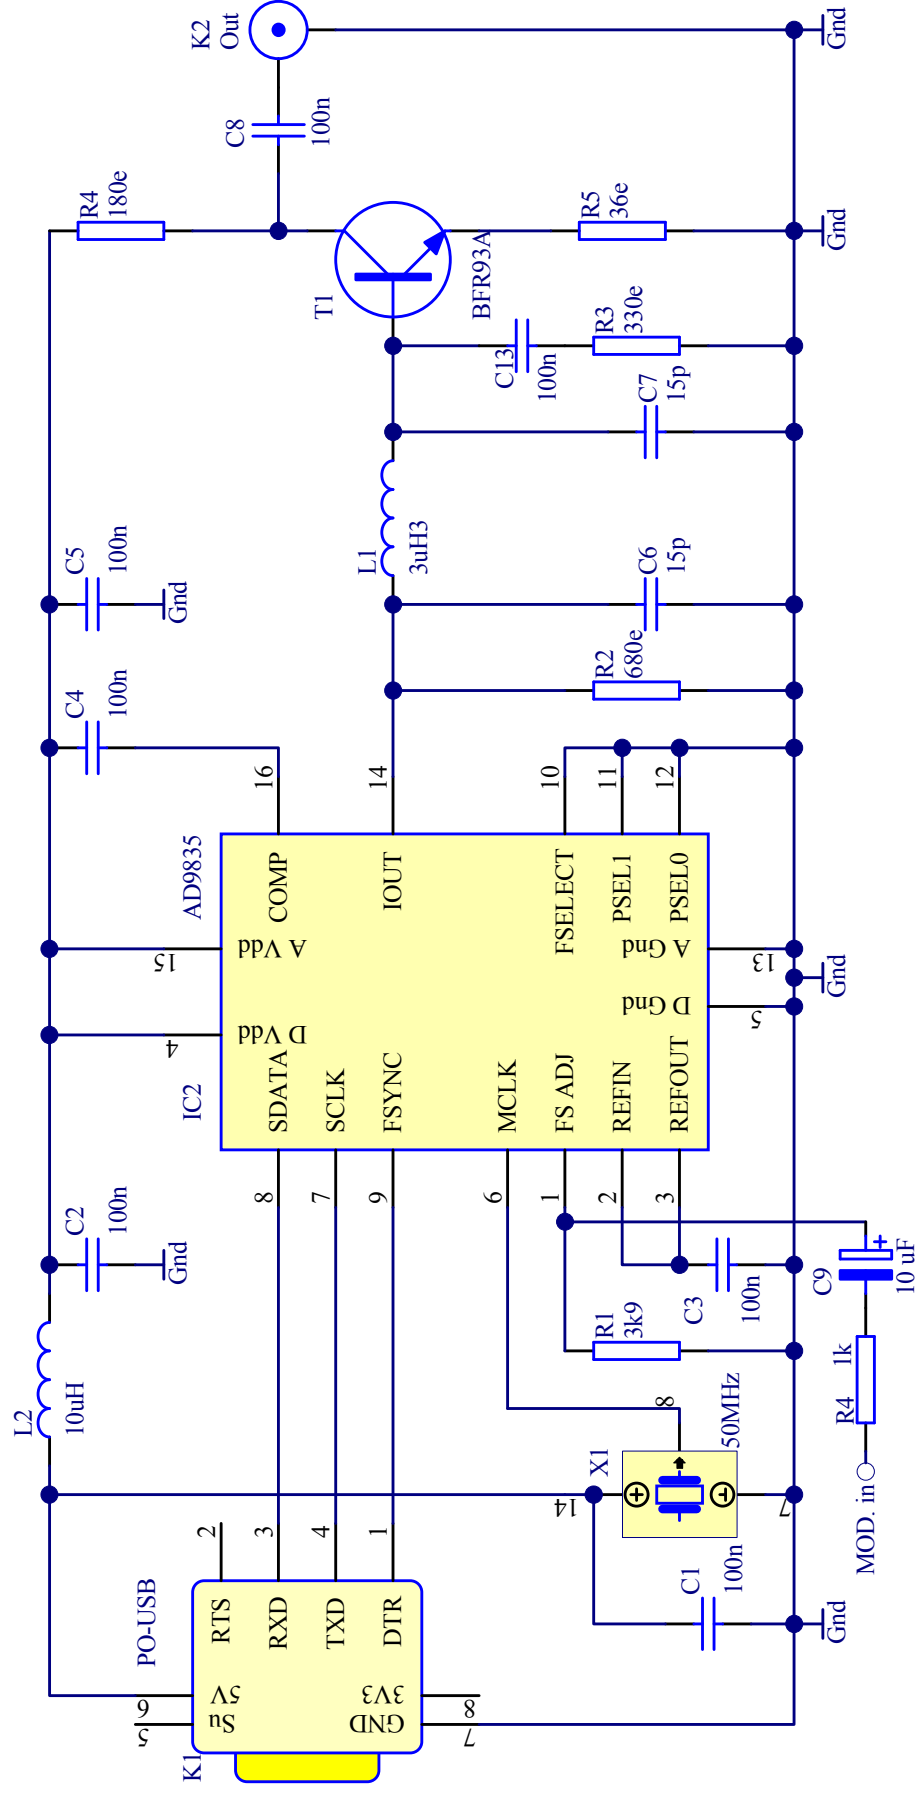 K2
Out
Gnd
C8
100n
R4
180e
T1
BFR93A
R5
36e
Gnd
C13
100n
R3
330e
C7
15p
L1
3uH3
C5
100n
Gnd
C6
15p
R2
680e
C4
100n
16
14
10
11
12
AD9835
COMP
IOUT
FSELECT
PSEL1
PSEL0
15
A Vdd
A Gnd
13
4
D Vdd
D Gnd
5
Gnd
IC2
SDATA
SCLK
FSYNC
MCLK
FS ADJ
REFIN
REFOUT
8
7
9
6
1
2
3
C2
100n
Gnd
C3
100n
R1
3k9
C9
+
10 uF
L2
10uH
R4
1k
MOD. in
X1
50MHz
8
14
7
C1
100n
Gnd
PO-USB
2
3
4
1
RTS
RXD
TXD
DTR
6
5V
3V3
8
5
Su
GND
7
K1